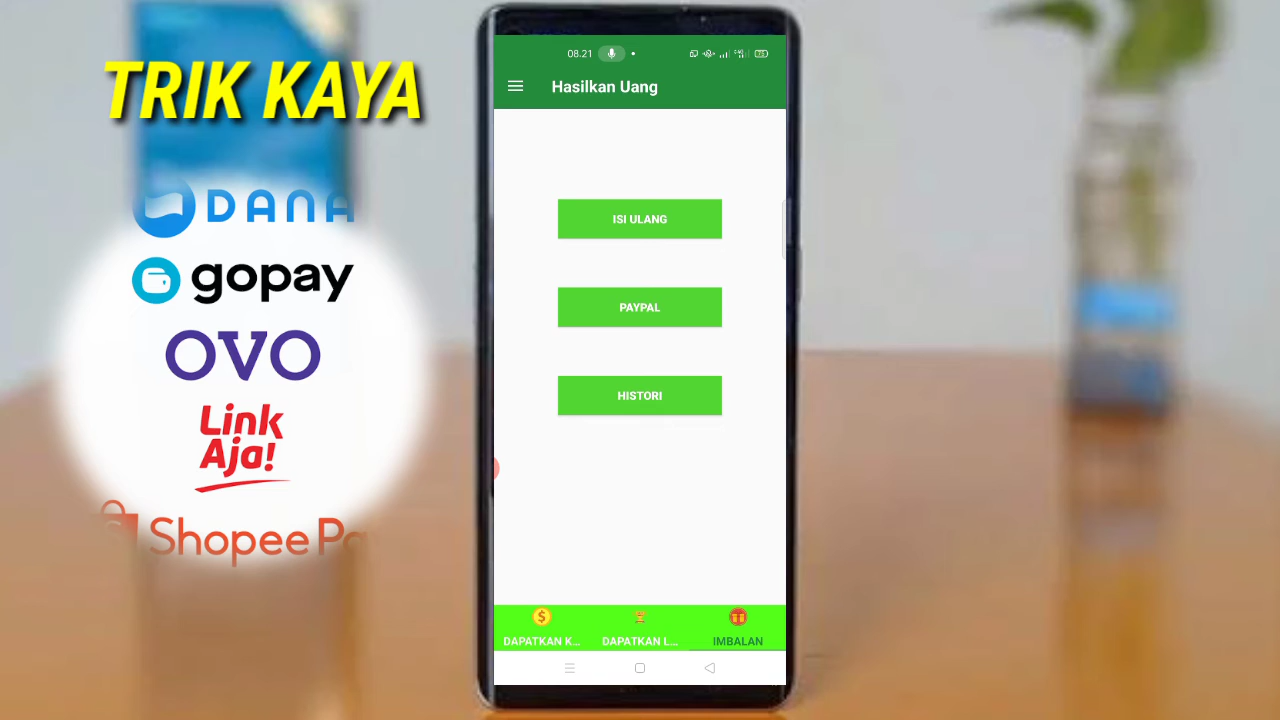 TRIK KAYA
DANA
gopay
OVO
Link
Aja!
Shopee Pa
08.21
Hasilkan Uang
ISI ULANG
PAYPAL
HISTORI
DAPATKAN K...
DAPATKAN L...
IMBALAN